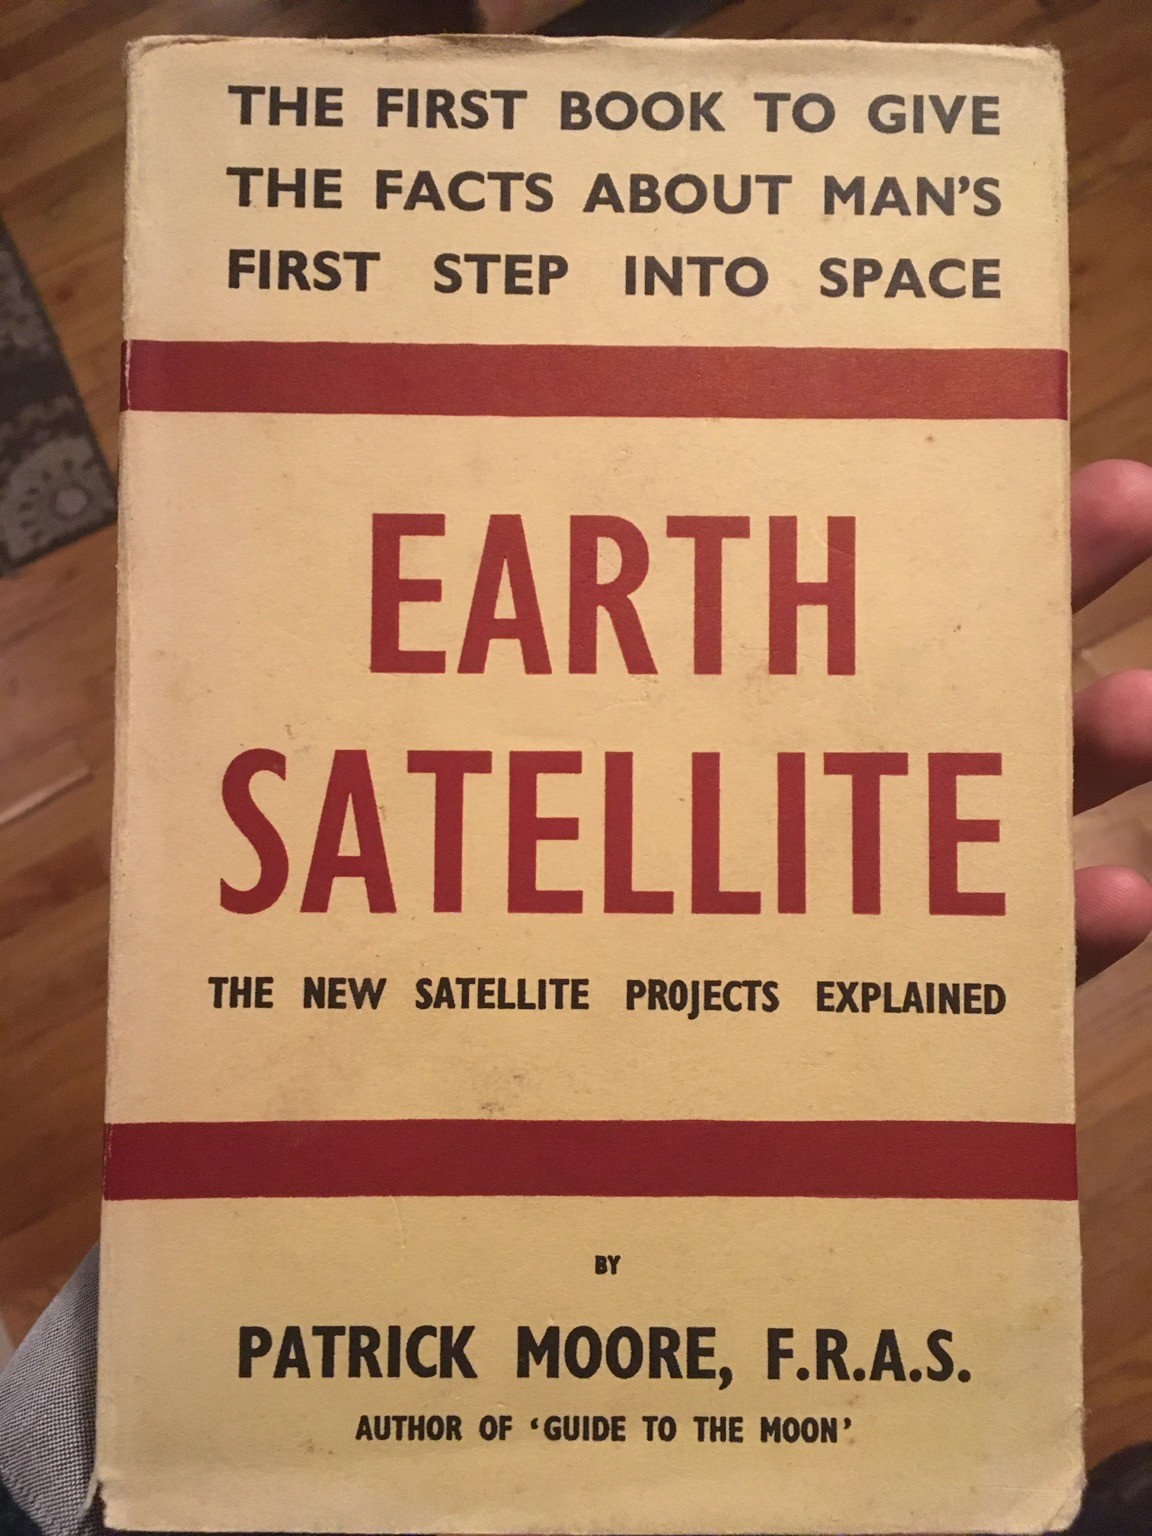 THE FIRST BOOK TO GIVE
THE FACTS ABOUT MAN'S
FIRST STEP INTO SPACE
EARTH
SATELLITE
THE NEW SATELLITE PROJECTS EXPLAINED
BY
PATRICK MOORE, F.R.A.S.
AUTHOR OF ‘GUIDE TO THE MOON’